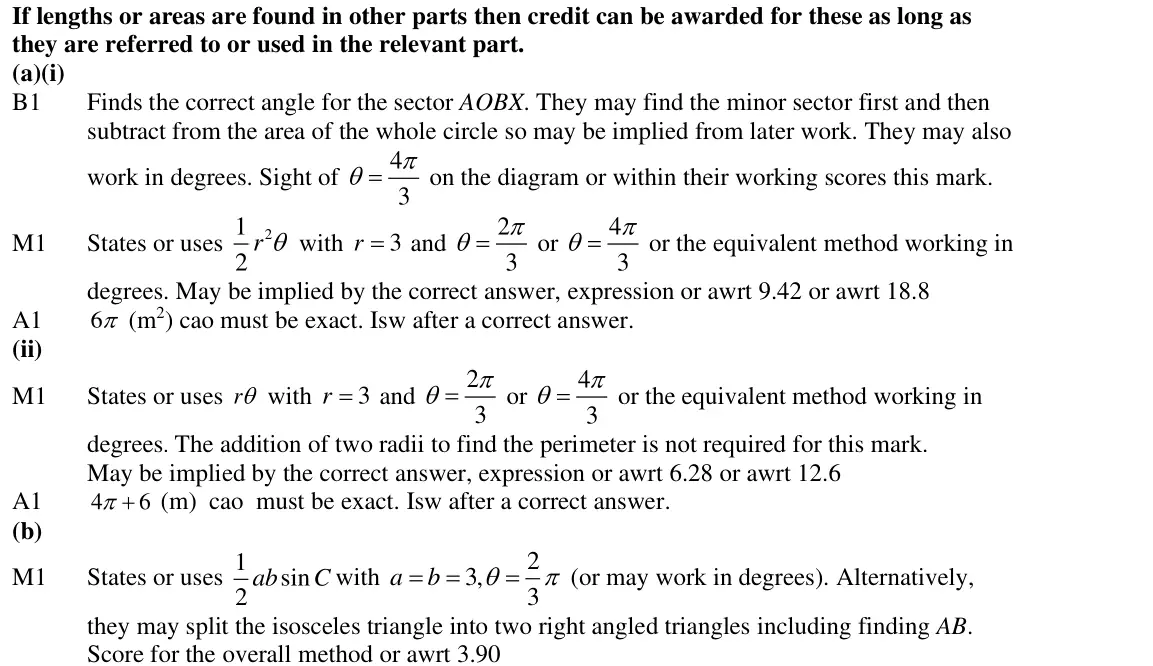 If lengths or areas are found in other parts then credit can be awarded for these as long as
they are referred to or used in the relevant part.
(a)(i)
B1 Finds the correct angle for the sector AOBX. They may find the minor sector first and then
subtract from the area of the whole circle so may be implied from later work. They may also
work in degrees. Sight of θ = 4π/3 on the diagram or within their working scores this mark.
M1 States or uses 1/2 r²θ with r = 3 and θ = 2π/3 or θ = 4π/3 or the equivalent method working in
degrees. May be implied by the correct answer, expression or awrt 9.42 or awrt 18.8
A1 6π (m²) cao must be exact. Isw after a correct answer.
(ii)
M1 States or uses rθ with r = 3 and θ = 2π/3 or θ = 4π/3 or the equivalent method working in
degrees. The addition of two radii to find the perimeter is not required for this mark.
May be implied by the correct answer, expression or awrt 6.28 or awrt 12.6
A1 4π + 6 (m) cao must be exact. Isw after a correct answer.
(b)
M1 States or uses 1/2 ab sin C with a = b = 3, θ = 2/3 π (or may work in degrees). Alternatively,
they may split the isosceles triangle into two right angled triangles including finding AB.
Score for the overall method or awrt 3.90